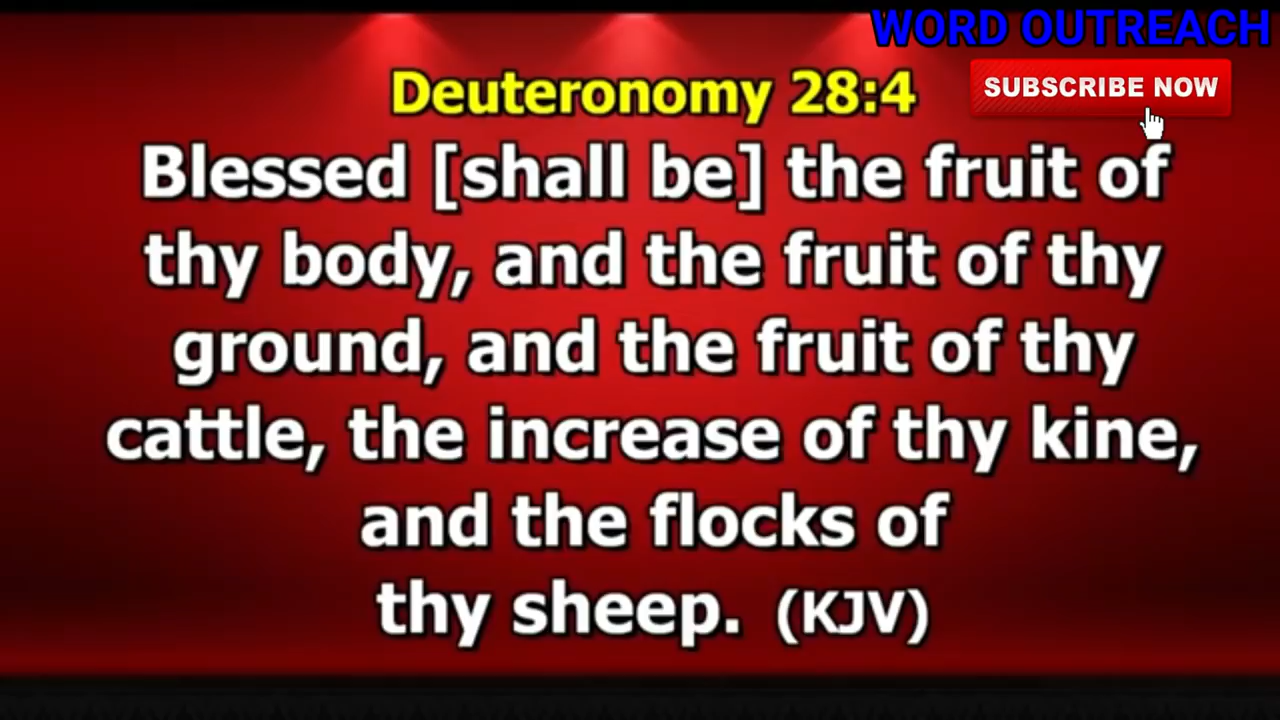 WORD OUTREACH
SUBSCRIBE NOW
Deuteronomy 28:4
Blessed [shall be] the fruit of
thy body, and the fruit of thy
ground, and the fruit of thy
cattle, the increase of thy kine,
and the flocks of
thy sheep. (KJV)